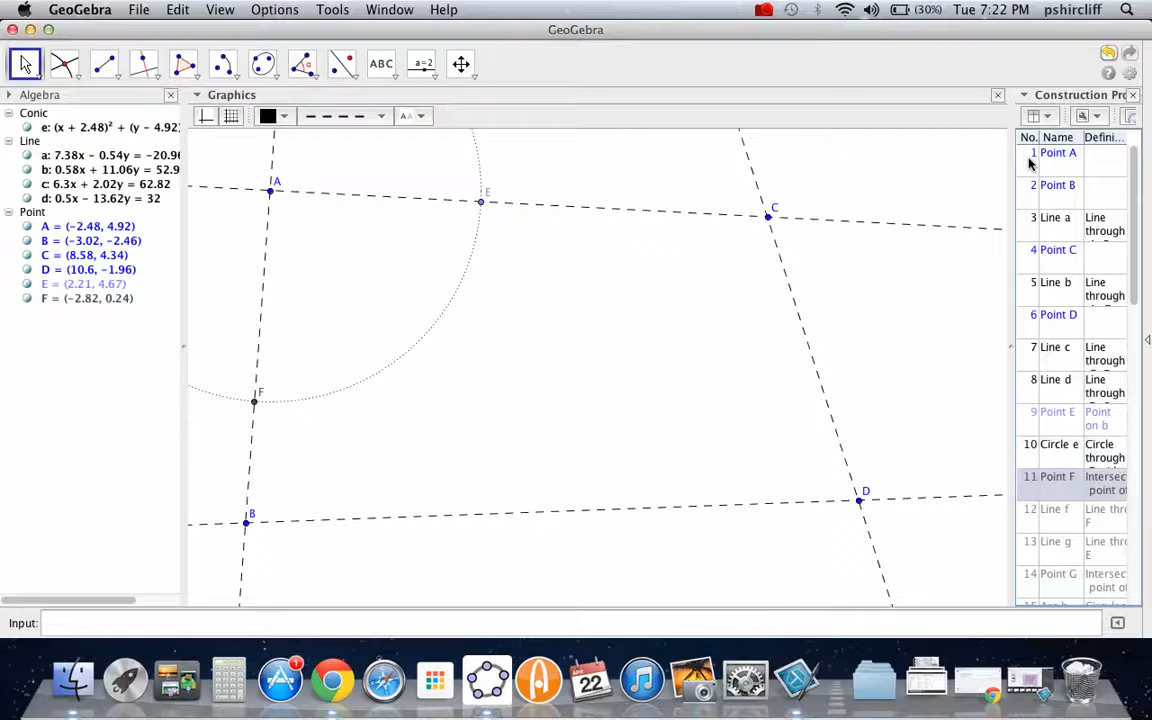 GeoGebra File Edit View Options Tools Window Help (30%) Tue 7:22 PM pshircliff
GeoGebra
ABC a=2
Algebra
Graphics
Construction Pro
Conic
e: (x + 2.48)² + (y - 4.92)
Line
a: 7.38x - 0.54y = -20.96
b: 0.58x + 11.06y = 52.9
c: 6.3x + 2.02y = 62.82
d: 0.5x - 13.62y = 32
Point
A = (-2.48, 4.92)
B = (-3.02, -2.46)
C = (8.58, 4.34)
D = (10.6, -1.96)
E = (2.21, 4.67)
F = (-2.82, 0.24)
A A
A
E
C
F
B
D
No. Name Defini...
1 Point A
2 Point B
3 Line a Line
through
4 Point C
5 Line b Line
through
6 Point D
7 Line c Line
through
8 Line d Line
through
9 Point E Point
on b
10 Circle e Circle
through
11 Point F Intersec
point of
12 Line f Line thro
F
13 Line g Line thro
E
14 Point G Intersec
point of
Input:
1
APR
22